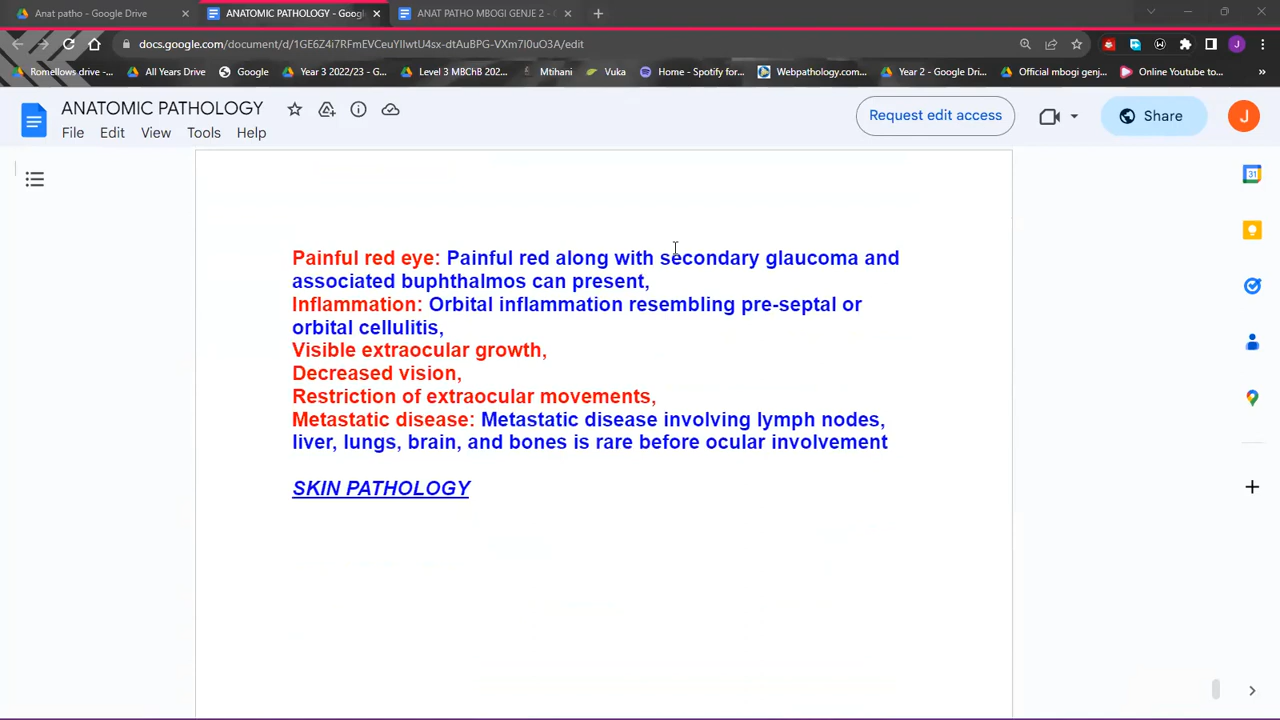 Anat patho - Google Drive
ANATOMIC PATHOLOGY - Googl
ANAT PATHO MBOGI GENJE 2 -
docs.google.com/document/d/1GE6Z4i7RFmEVCeuYIlwtU4sx-dtAuBPG-VXm7I0uO3A/edit
Romellows drive -...
All Years Drive
Google
Year 3 2022/23 - G...
Level 3 MBChB 202...
Mtihani
Vuka
Home - Spotify for...
Webpathology.com...
Year 2 - Google Dri...
Official mbogi genj...
Online Youtube to...
J
ANATOMIC PATHOLOGY
File Edit View Tools Help
Request edit access
Share
J
31
Painful red eye: Painful red along with secondary glaucoma and
associated buphthalmos can present,
Inflammation: Orbital inflammation resembling pre-septal or
orbital cellulitis,
Visible extraocular growth,
Decreased vision,
Restriction of extraocular movements,
Metastatic disease: Metastatic disease involving lymph nodes,
liver, lungs, brain, and bones is rare before ocular involvement
SKIN PATHOLOGY